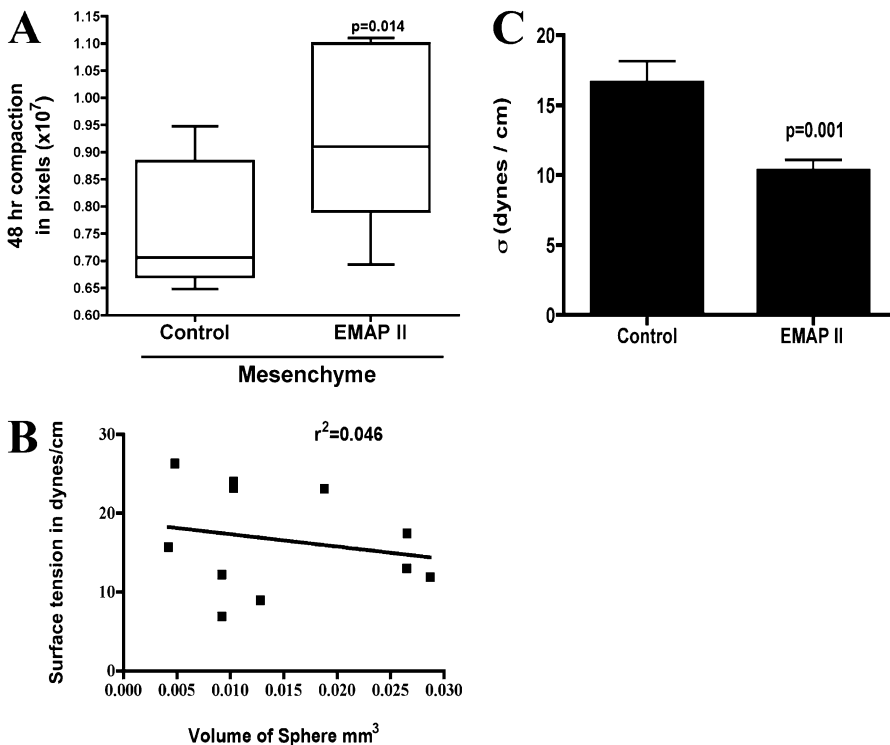 A
48 hr compaction
in pixels (x10⁷)
1.15
1.10
1.05
1.00
0.95
0.90
0.85
0.80
0.75
0.70
0.65
0.60
p=0.014
Control
EMAP II
Mesenchyme
C
σ (dynes / cm)
20
15
10
5
0
p=0.001
Control
EMAP II
B
Surface tension in dynes/cm
30
20
10
0
r²=0.046
0.000
0.005
0.010
0.015
0.020
0.025
0.030
Volume of Sphere mm³